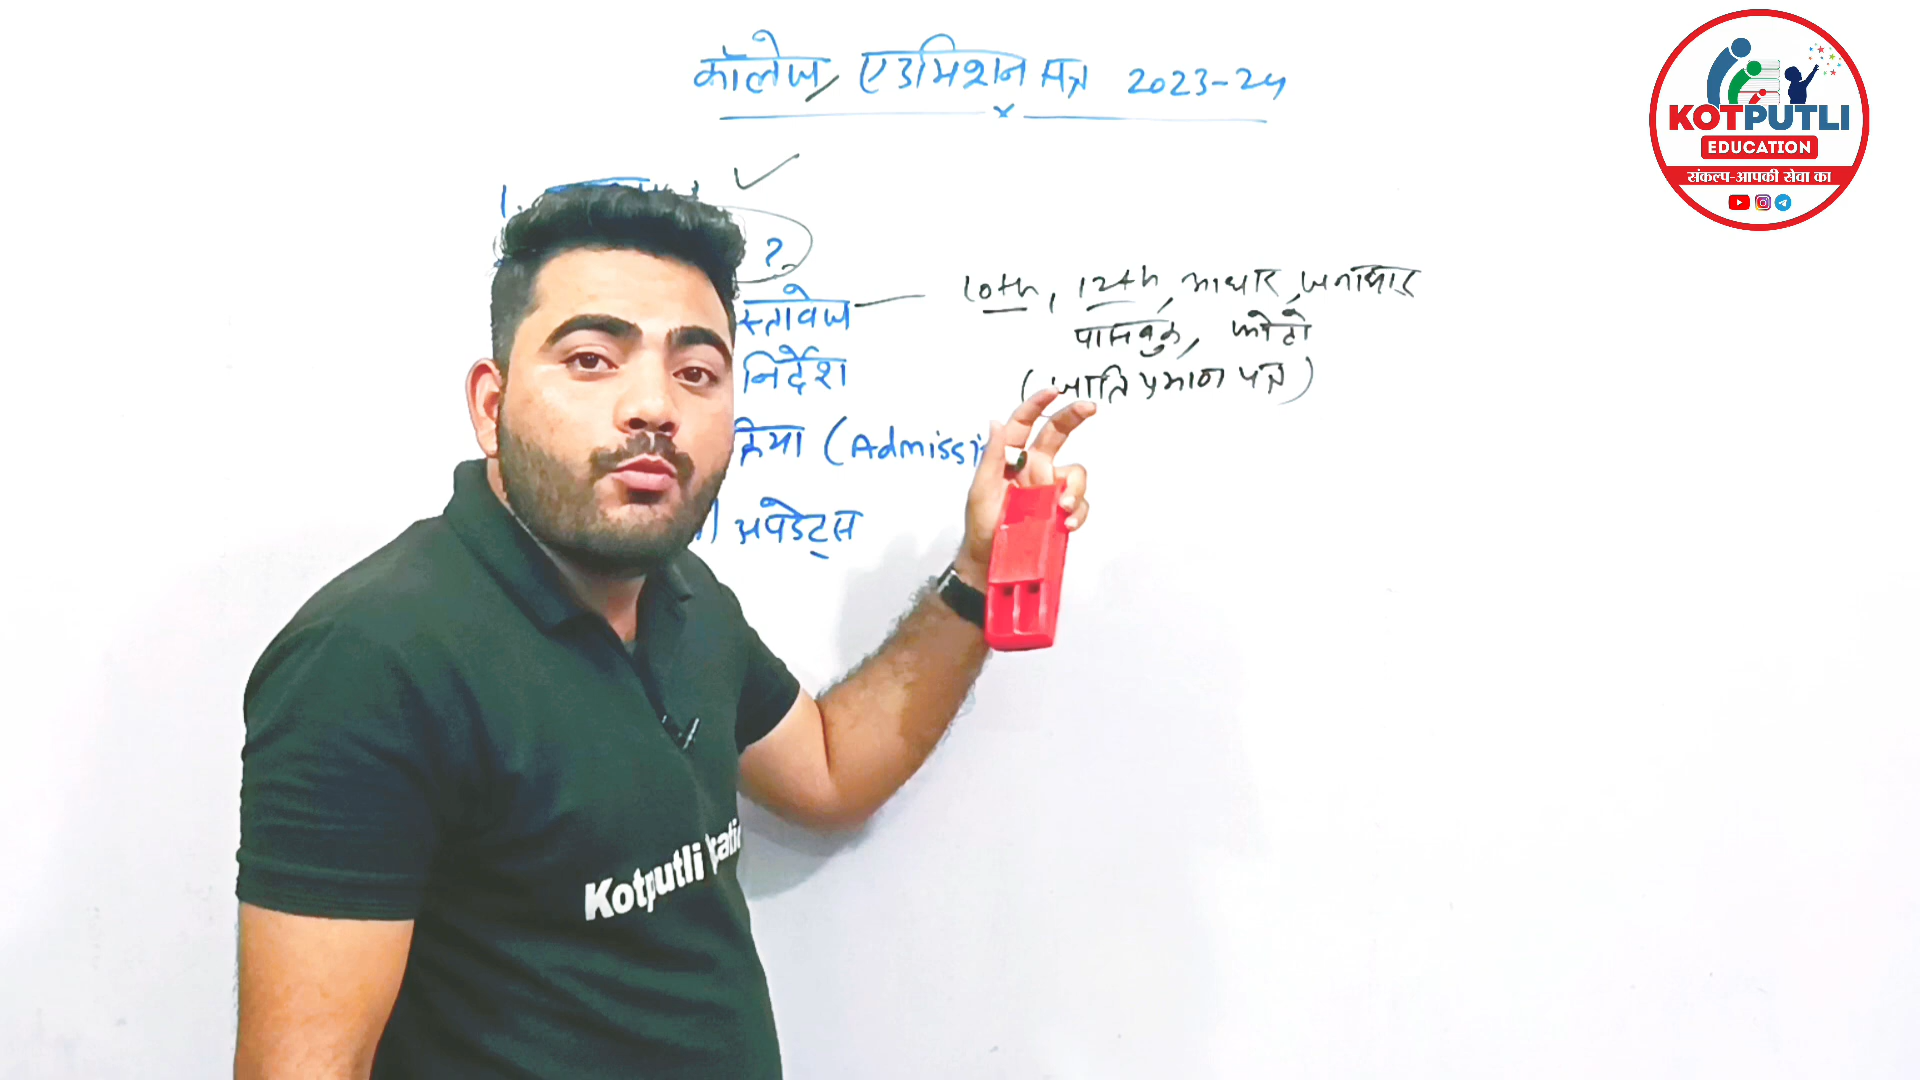 कॉलेज एडमिशन सत्र 2023-24
1.
?
स्तावेज — 10th, 12th, आधार, जनाधार
पासबुक, फोटो
(जाति प्रमाण पत्र)
निर्देश
क्रिया (Admissi
अपडेट्स
KOTPUTLI
EDUCATION
संकल्प-आपकी सेवा का
Kotputli